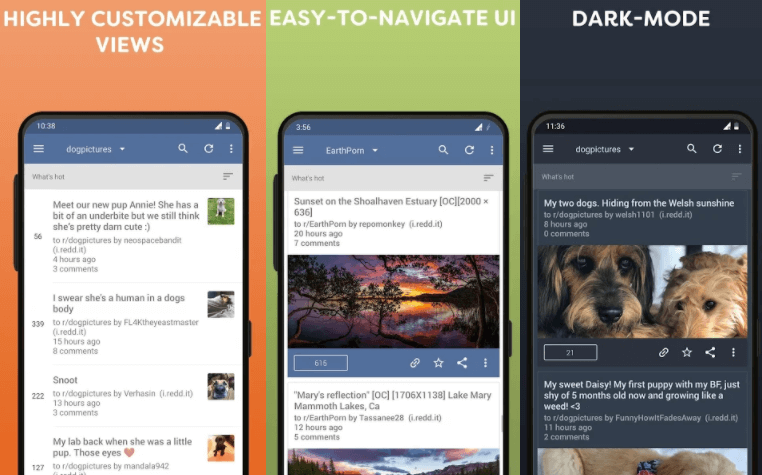 HIGHLY CUSTOMIZABLE
VIEWS
10:38
dogpictures
What's hot
56
Meet our new pup Annie! She has a
bit of an underbite but we still think
she's pretty darn cute :)
to r/dogpictures by neospacebandit
(i.redd.it)
4 hours ago
3 comments
339
I swear she's a human in a dogs
body
to r/dogpictures by FL4Ktheyeastmaster
(i.redd.it)
15 hours ago
8 comments
222
Snoot
to r/dogpictures by Verhasin (i.redd.it)
13 hours ago
3 comments
127
My lab back when she was a little
pup. Those eyes ❤️
to r/dogpictures by mandala942
(i.redd.it)
EASY-TO-NAVIGATE UI
3:56
EarthPorn
What's hot
Sunset on the Shoalhaven Estuary [OC][2000 ×
636]
to r/EarthPorn by repomonkey (i.redd.it)
20 hours ago
7 comments
616
"Mary's reflection" [OC] [1706X1138] Lake Mary
Mammoth Lakes, Ca
to r/EarthPorn by Tassanee28 (i.redd.it)
12 hours ago
5 comments
DARK-MODE
11:36
dogpictures
What's hot
My two dogs. Hiding from the Welsh sunshine
to r/dogpictures by welsh1101 (i.redd.it)
8 hours ago
0 comments
21
My sweet Daisy! My first puppy with my BF, just
shy of 5 months old now and growing like a
weed! <3
to r/dogpictures by FunnyHowItFadesAway (i.redd.it)
11 hours ago
2 comments